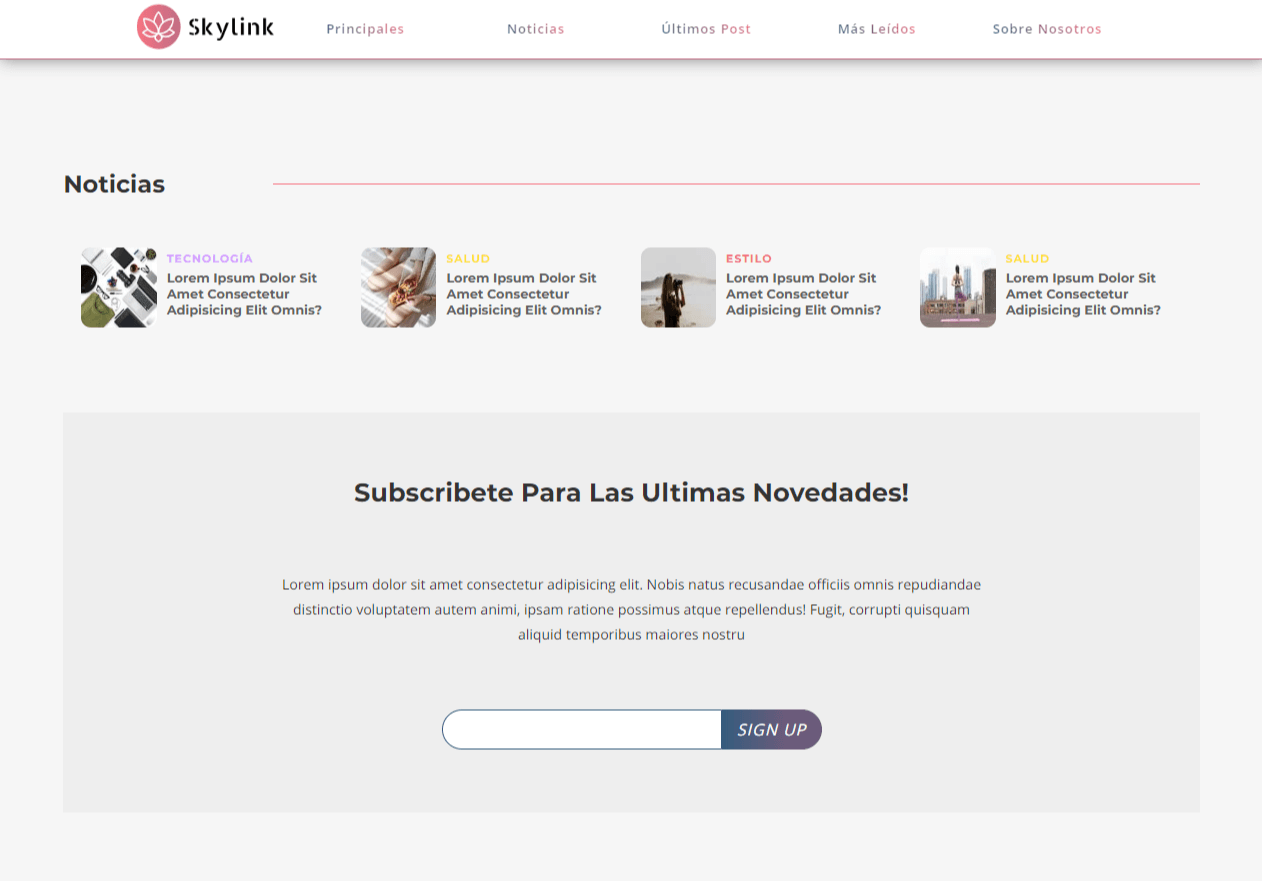 Skylink
Principales
Noticias
Últimos Post
Más Leídos
Sobre Nosotros
Noticias
TECNOLOGÍA
Lorem Ipsum Dolor Sit
Amet Consectetur
Adipisicing Elit Omnis?
SALUD
Lorem Ipsum Dolor Sit
Amet Consectetur
Adipisicing Elit Omnis?
ESTILO
Lorem Ipsum Dolor Sit
Amet Consectetur
Adipisicing Elit Omnis?
SALUD
Lorem Ipsum Dolor Sit
Amet Consectetur
Adipisicing Elit Omnis?
Subscribete Para Las Ultimas Novedades!
Lorem ipsum dolor sit amet consectetur adipisicing elit. Nobis natus recusandae officiis omnis repudiandae
distinctio voluptatem autem animi, ipsam ratione possimus atque repellendus! Fugit, corrupti quisquam
aliquid temporibus maiores nostru
SIGN UP